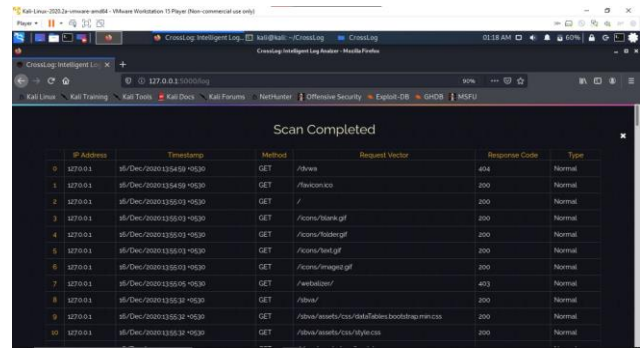 Kali-Linux-2020.2a-vmware-amd64 - VMware Workstation 15 Player (Non-commercial use only)
Player
CrossLog: Intelligent Log... kali@kali: ~/CrossLog CrossLog 01:18 AM 60%
CrossLog: Intelligent Log Analyzer - Mozilla Firefox
CrossLog: Intelligent Log
127.0.0.1:5000/log 90%
Kali Linux Kali Training Kali Tools Kali Docs Kali Forums NetHunter Offensive Security Exploit-DB GHDB MSFU
Scan Completed
IP Address Timestamp Method Request Vector Response Code Type
0 127.0.0.1 16/Dec/2020:13:54:59 +0530 GET /dvwa 404 Normal
1 127.0.0.1 16/Dec/2020:13:54:59 +0530 GET /favicon.ico 200 Normal
2 127.0.0.1 16/Dec/2020:13:55:03 +0530 GET / 200 Normal
3 127.0.0.1 16/Dec/2020:13:55:03 +0530 GET /icons/blank.gif 200 Normal
4 127.0.0.1 16/Dec/2020:13:55:03 +0530 GET /icons/folder.gif 200 Normal
5 127.0.0.1 16/Dec/2020:13:55:03 +0530 GET /icons/text.gif 200 Normal
6 127.0.0.1 16/Dec/2020:13:55:03 +0530 GET /icons/image2.gif 200 Normal
7 127.0.0.1 16/Dec/2020:13:55:05 +0530 GET /webalizer/ 403 Normal
8 127.0.0.1 16/Dec/2020:13:55:32 +0530 GET /sbva/ 200 Normal
9 127.0.0.1 16/Dec/2020:13:55:32 +0530 GET /sbva/assets/css/dataTables.bootstrap.min.css 200 Normal
10 127.0.0.1 16/Dec/2020:13:55:32 +0530 GET /sbva/assets/css/style.css 200 Normal